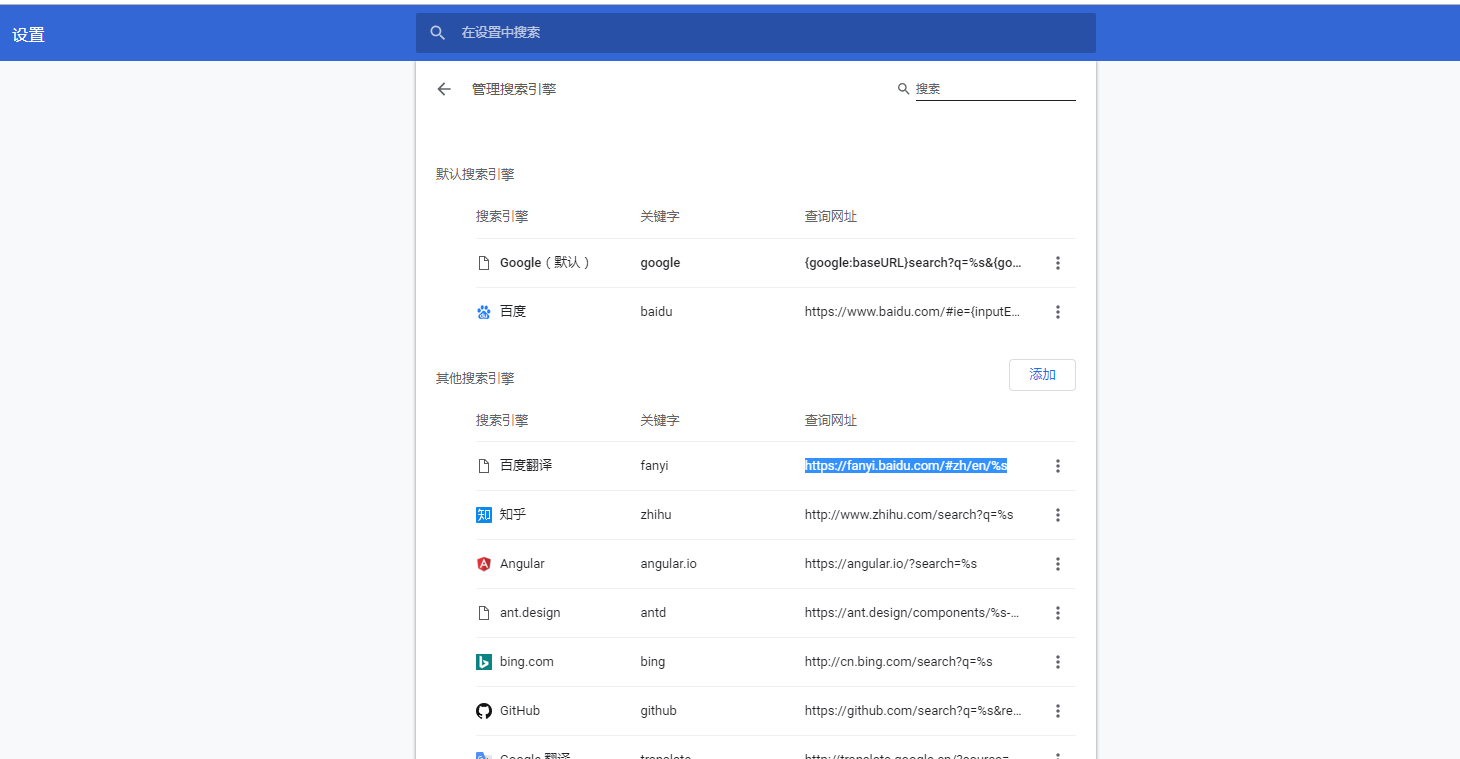 设置
在设置中搜索
管理搜索引擎
搜索
默认搜索引擎
搜索引擎 关键字 查询网址
Google（默认） google {google:baseURL}search?q=%s&{go...
百度 baidu https://www.baidu.com/#ie={inputE...
其他搜索引擎 添加
搜索引擎 关键字 查询网址
百度翻译 fanyi https://fanyi.baidu.com/#zh/en/%s
知乎 zhihu http://www.zhihu.com/search?q=%s
Angular angular.io https://angular.io/?search=%s
ant.design antd https://ant.design/components/%s-...
bing.com bing http://cn.bing.com/search?q=%s
GitHub github https://github.com/search?q=%s&re...
Google 翻译 translate http://translate.google.cn/?source=...